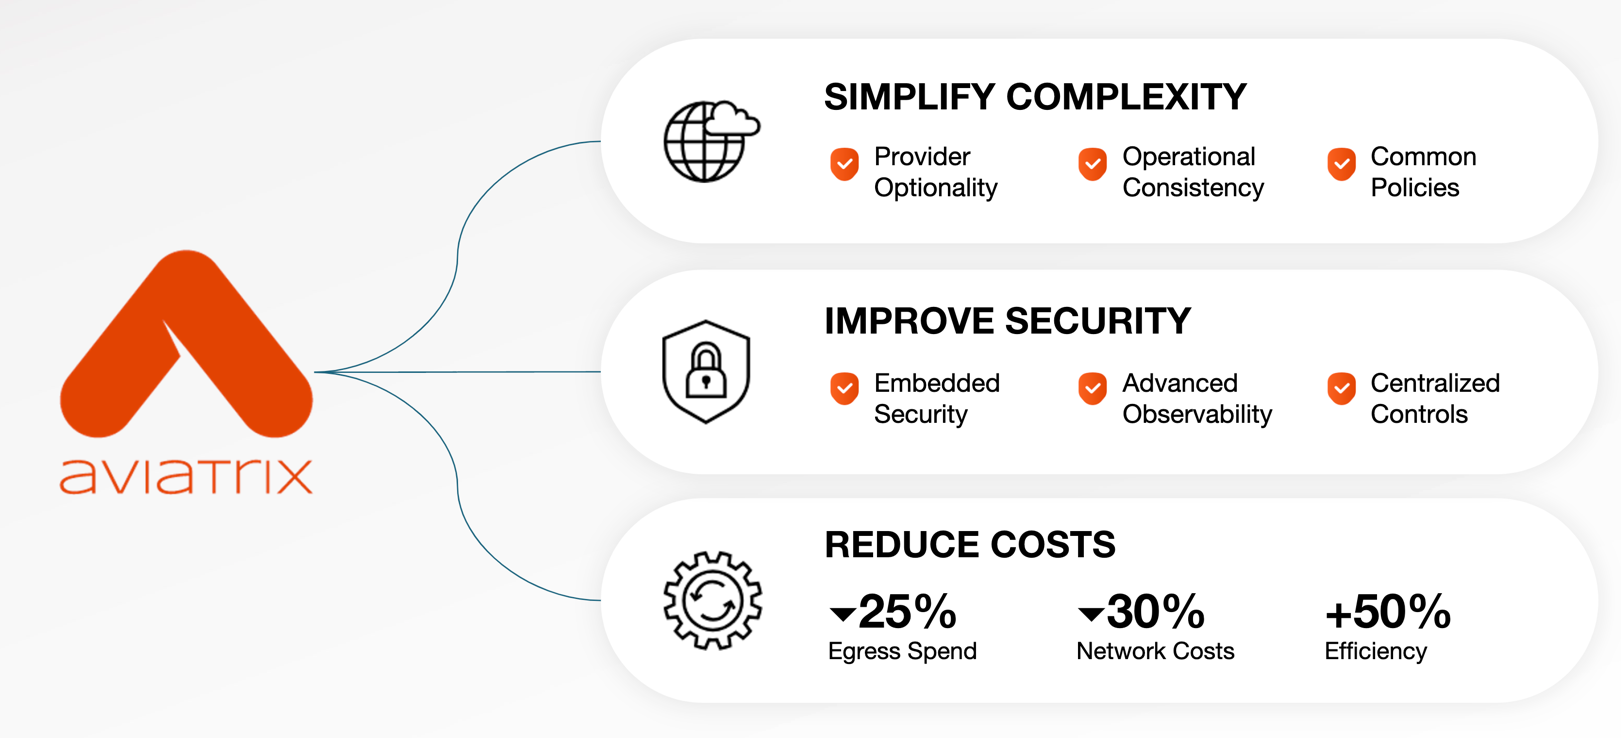 aviatrix
SIMPLIFY COMPLEXITY
Provider
Optionality
Operational
Consistency
Common
Policies
IMPROVE SECURITY
Embedded
Security
Advanced
Observability
Centralized
Controls
REDUCE COSTS
25%
Egress Spend
30%
Network Costs
+50%
Efficiency